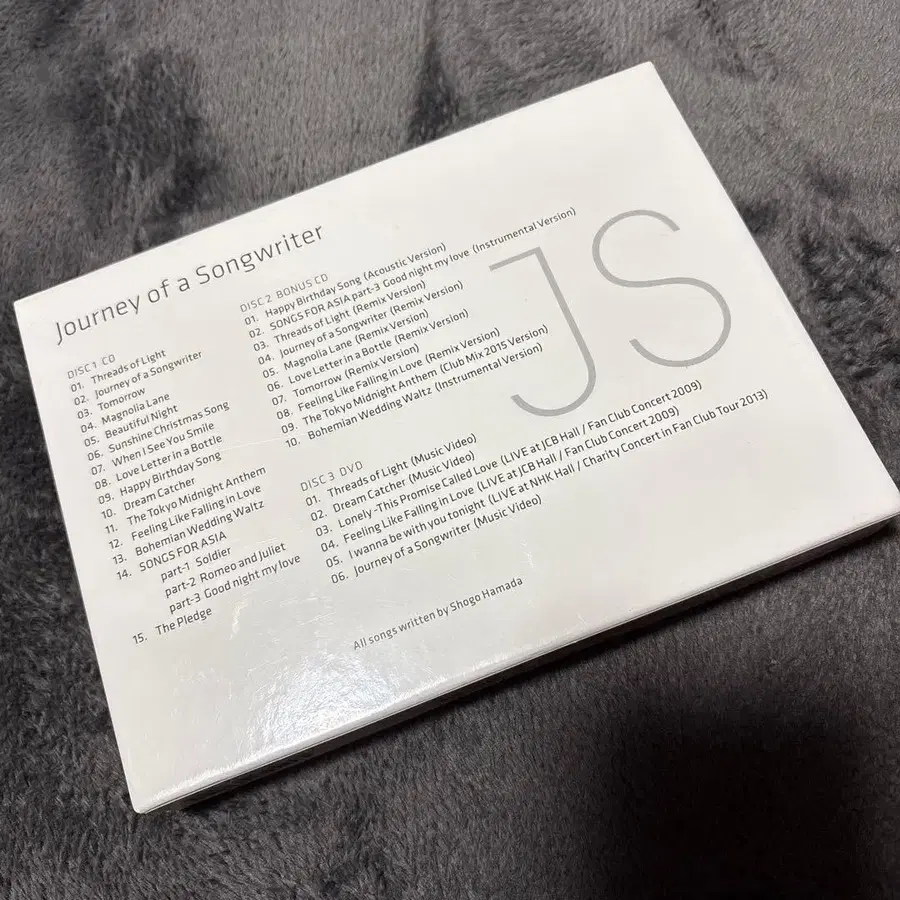 Journey of a Songwriter
DISC 1 CD
01. Threads of Light
02. Journey of a Songwriter
03. Tomorrow
04. Magnolia Lane
05. Beautiful Night
06. Sunshine Christmas Song
07. When I See You Smile
08. Love Letter in a Bottle
09. Happy Birthday Song
10. Dream Catcher
11. The Tokyo Midnight Anthem
12. Feeling Like Falling in Love
13. Bohemian Wedding Waltz
14. SONGS FOR ASIA
part-1 Soldier
part-2 Romeo and Juliet
part-3 Good night my love
15. The Pledge
DISC 2 BONUS CD
01. Happy Birthday Song (Acoustic Version)
02. SONGS FOR ASIA part-3 Good night my love (Instrumental Version)
03. Threads of Light (Remix Version)
04. Journey of a Songwriter (Remix Version)
05. Magnolia Lane (Remix Version)
06. Love Letter in a Bottle (Remix Version)
07. Tomorrow (Remix Version)
08. Feeling Like Falling in Love (Remix Version)
09. The Tokyo Midnight Anthem (Club Mix 2015 Version)
10. Bohemian Wedding Waltz (Instrumental Version)
DISC 3 DVD
01. Threads of Light (Music Video)
02. Dream Catcher (Music Video)
03. Lonely -This Promise Called Love (LIVE at JCB Hall / Fan Club Concert 2009)
04. Feeling Like Falling in Love (LIVE at JCB Hall / Fan Club Concert 2009)
05. I wanna be with you tonight (LIVE at NHK Hall / Charity Concert in Fan Club Tour 2013)
06. Journey of a Songwriter (Music Video)
All songs written by Shogo Hamada
JS